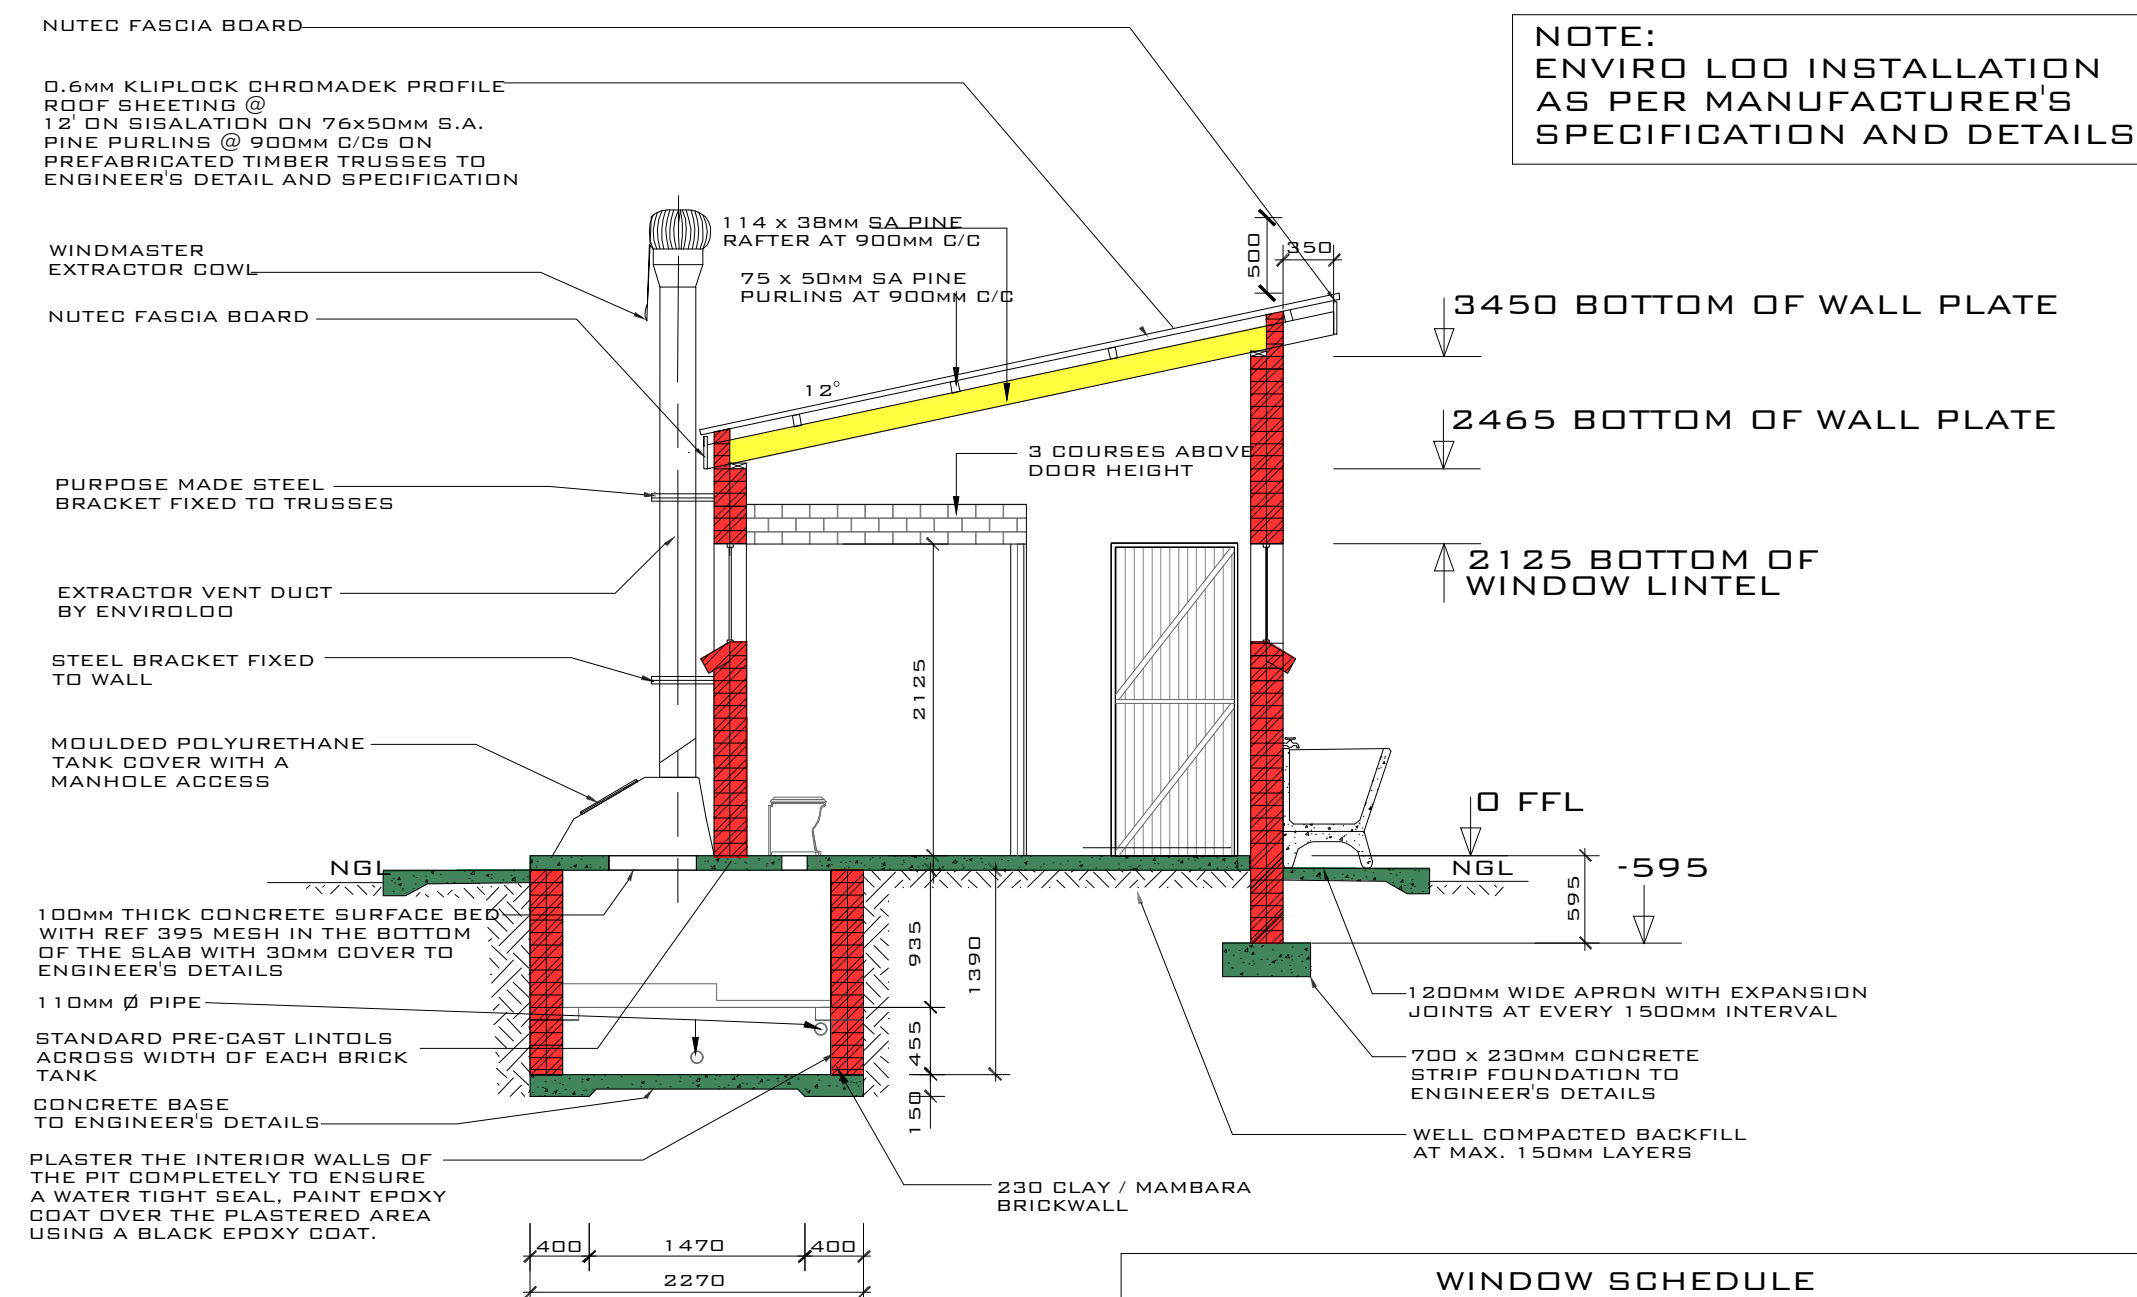 NUTEC FASCIA BOARD
0.6MM KLIPLOCK CHROMADEK PROFILE
ROOF SHEETING @
12' ON SISALATION ON 76x50MM S.A.
PINE PURLINS @ 900MM C/Cs ON
PREFABRICATED TIMBER TRUSSES TO
ENGINEER'S DETAIL AND SPECIFICATION
NOTE:
ENVIRO LOO INSTALLATION
AS PER MANUFACTURER'S
SPECIFICATION AND DETAILS
WINDMASTER
EXTRACTOR COWL
NUTEC FASCIA BOARD
114 x 38MM SA PINE
RAFTER AT 900MM C/C
75 x 50MM SA PINE
PURLINS AT 900MM C/C
500
350
3450 BOTTOM OF WALL PLATE
12°
2465 BOTTOM OF WALL PLATE
3 COURSES ABOVE
DOOR HEIGHT
PURPOSE MADE STEEL
BRACKET FIXED TO TRUSSES
2125 BOTTOM OF
WINDOW LINTEL
EXTRACTOR VENT DUCT
BY ENVIROLOO
STEEL BRACKET FIXED
TO WALL
2125
MOULDED POLYURETHANE
TANK COVER WITH A
MANHOLE ACCESS
0 FFL
NGL
NGL
-595
595
100MM THICK CONCRETE SURFACE BED
WITH REF 395 MESH IN THE BOTTOM
OF THE SLAB WITH 30MM COVER TO
ENGINEER'S DETAILS
935
1390
110MM Ø PIPE
1200MM WIDE APRON WITH EXPANSION
JOINTS AT EVERY 1500MM INTERVAL
STANDARD PRE-CAST LINTOLS
ACROSS WIDTH OF EACH BRICK
TANK
455
700 x 230MM CONCRETE
STRIP FOUNDATION TO
ENGINEER'S DETAILS
CONCRETE BASE
TO ENGINEER'S DETAILS
150
WELL COMPACTED BACKFILL
AT MAX. 150MM LAYERS
PLASTER THE INTERIOR WALLS OF
THE PIT COMPLETELY TO ENSURE
A WATER TIGHT SEAL, PAINT EPOXY
COAT OVER THE PLASTERED AREA
USING A BLACK EPOXY COAT.
230 CLAY / MAMBARA
BRICKWALL
400
1470
400
2270
WINDOW SCHEDULE